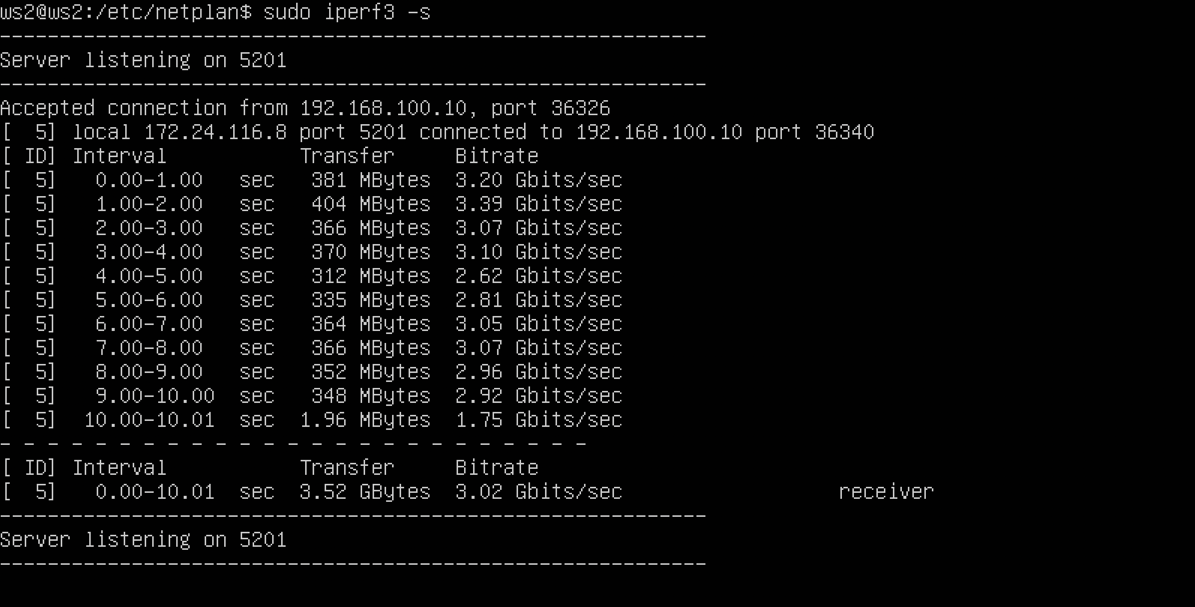 ws2@ws2:/etc/netplan$ sudo iperf3 -s
-----------------------------------------------------------
Server listening on 5201
-----------------------------------------------------------
Accepted connection from 192.168.100.10, port 36326
[  5] local 172.24.116.8 port 5201 connected to 192.168.100.10 port 36340
[ ID] Interval           Transfer     Bitrate
[  5]   0.00-1.00   sec   381 MBytes  3.20 Gbits/sec
[  5]   1.00-2.00   sec   404 MBytes  3.39 Gbits/sec
[  5]   2.00-3.00   sec   366 MBytes  3.07 Gbits/sec
[  5]   3.00-4.00   sec   370 MBytes  3.10 Gbits/sec
[  5]   4.00-5.00   sec   312 MBytes  2.62 Gbits/sec
[  5]   5.00-6.00   sec   335 MBytes  2.81 Gbits/sec
[  5]   6.00-7.00   sec   364 MBytes  3.05 Gbits/sec
[  5]   7.00-8.00   sec   366 MBytes  3.07 Gbits/sec
[  5]   8.00-9.00   sec   352 MBytes  2.96 Gbits/sec
[  5]   9.00-10.00  sec   348 MBytes  2.92 Gbits/sec
[  5]  10.00-10.01  sec  1.96 MBytes  1.75 Gbits/sec
- - - - - - - - - - - - - - - - - - - - - - - - -
[ ID] Interval           Transfer     Bitrate
[  5]   0.00-10.01  sec  3.52 GBytes  3.02 Gbits/sec                  receiver
-----------------------------------------------------------
Server listening on 5201
-----------------------------------------------------------